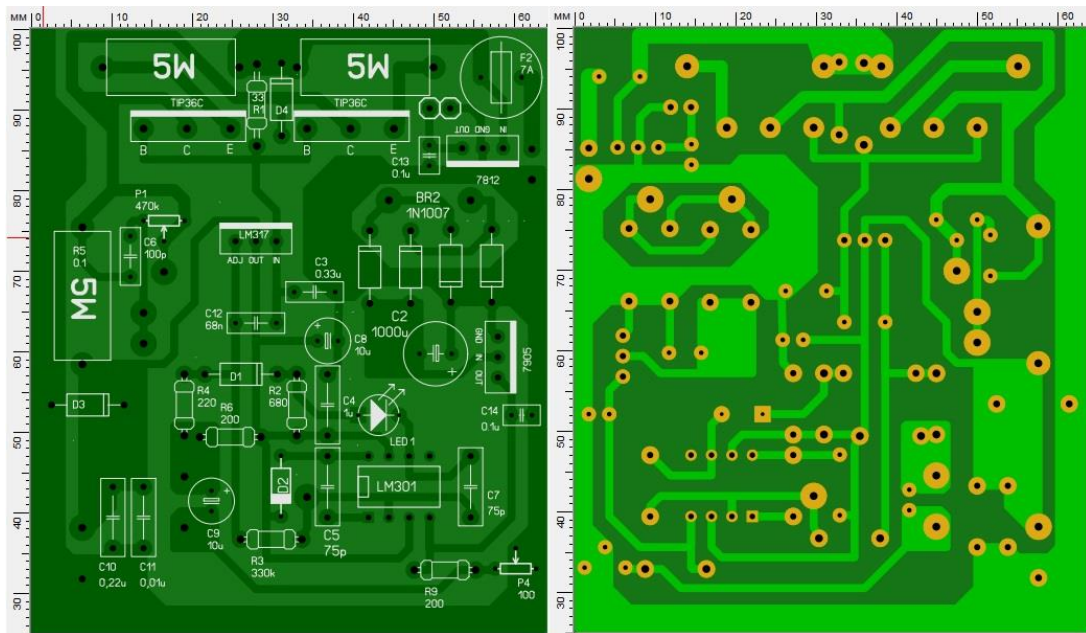 мм 0 10 20 30 40 50 60
мм 0 10 20 30 40 50 60
100
90
80
70
60
50
40
30
100
90
80
70
60
50
40
30
5W
5W
F2
7A
TIP36C
33
R1
D4
TIP36C
B C E
B C E
OUT GND IN
C13
0.1u
7812
P1
470k
BR2
1N1007
C6
100p
R5
0.1
5W
LM317
ADJ OUT IN
C3
0.33u
C12
68n
C2
1000u
C8
10u
GND
IN
OUT
7905
D1
R4
220
R2
680
C4
1u
D3
R6
200
LED1
C14
0.1u
D2
LM301
C7
75p
C9
10u
C5
75p
C10
0,22u
C11
0,01u
R3
330k
R9
200
P4
100